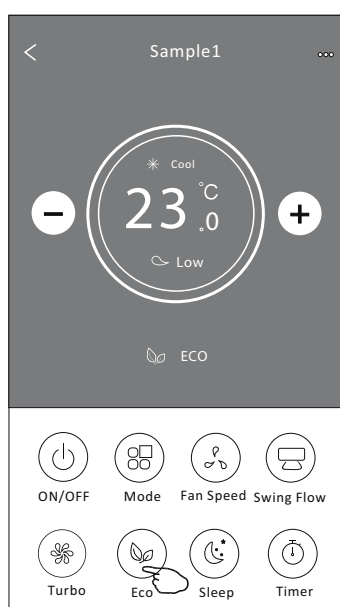 Sample1
Cool
23.0°C
Low
ECO
ON/OFF Mode Fan Speed Swing Flow
Turbo Eco Sleep Timer